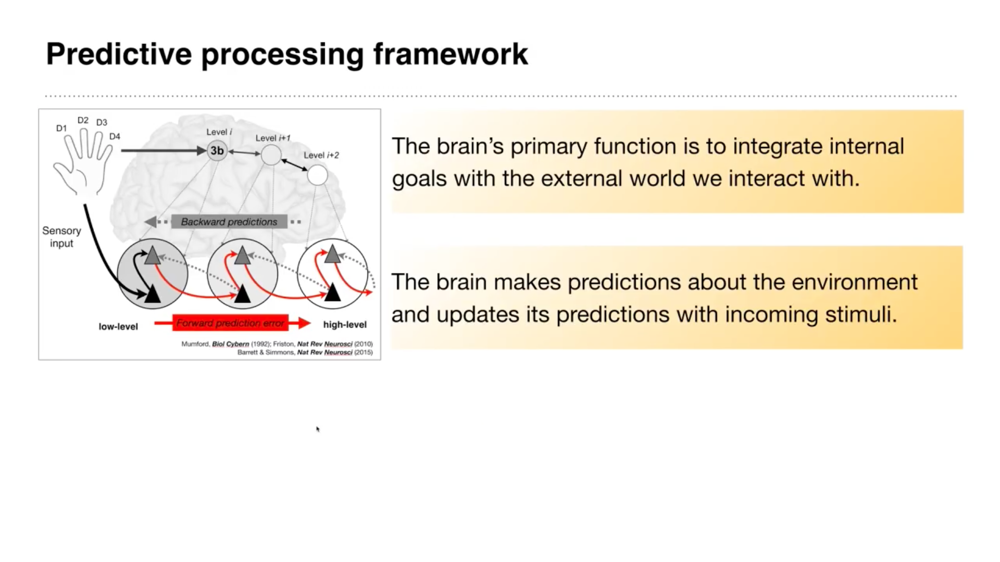 Predictive processing framework
D1
D2
D3
D4
Level i
Level i+1
Level i+2
3b
Backward predictions
Sensory
input
low-level
Forward prediction error
high-level
Mumford, Biol Cybern (1992); Friston, Nat Rev Neurosci (2010)
Barrett & Simmons, Nat Rev Neurosci (2015)
The brain’s primary function is to integrate internal
goals with the external world we interact with.
The brain makes predictions about the environment
and updates its predictions with incoming stimuli.